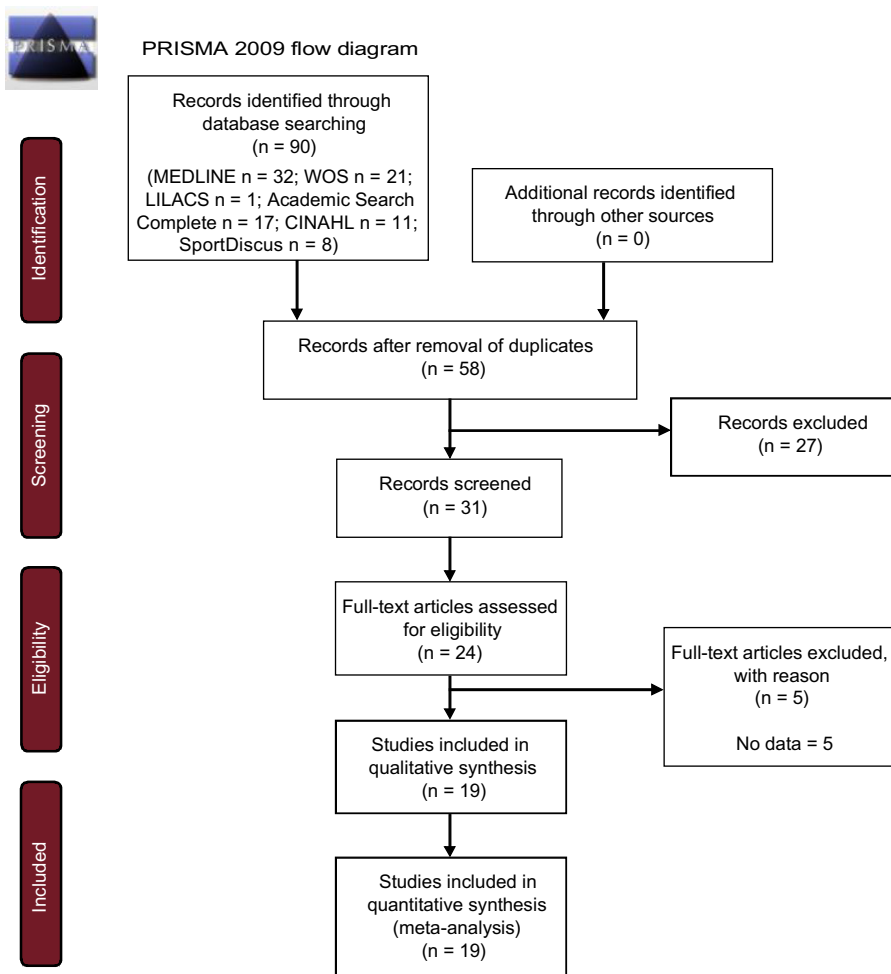 PRISMA
PRISMA 2009 flow diagram
Records identified through
database searching
(n = 90)
(MEDLINE n = 32; WOS n = 21;
LILACS n = 1; Academic Search
Complete n = 17; CINAHL n = 11;
SportDiscus n = 8)
Additional records identified
through other sources
(n = 0)
Identification
Records after removal of duplicates
(n = 58)
Screening
Records excluded
(n = 27)
Records screened
(n = 31)
Eligibility
Full-text articles assessed
for eligibility
(n = 24)
Full-text articles excluded,
with reason
(n = 5)
No data = 5
Studies included in
qualitative synthesis
(n = 19)
Included
Studies included in
quantitative synthesis
(meta-analysis)
(n = 19)